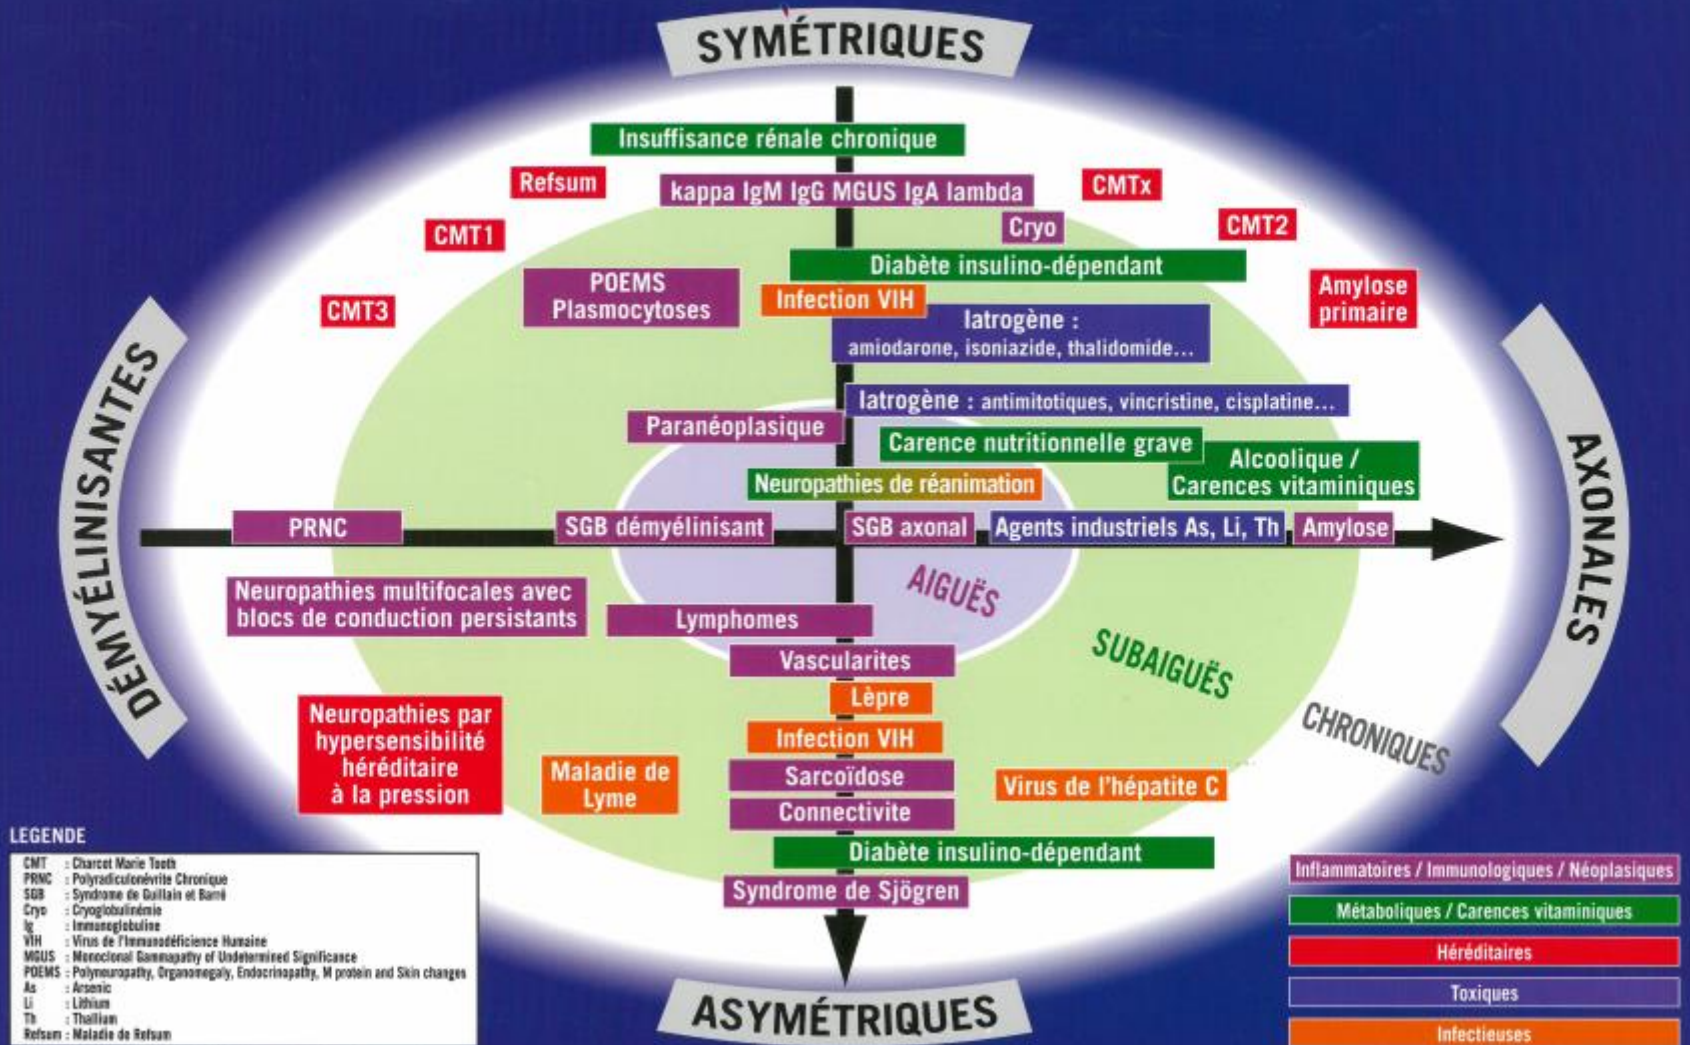 SYMÉTRIQUES
Insuffisance rénale chronique
Refsum
kappa IgM IgG MGUS IgA lambda
CMTx
CMT1
Cryo
CMT2
Diabète insulino-dépendant
POEMS
Plasmocytoses
Infection VIH
Amylose
primaire
CMT3
Iatrogène :
amiodarone, isoniazide, thalidomide...
Iatrogène : antimitotiques, vincristine, cisplatine...
Paranéoplasique
Carence nutritionnelle grave
Alcoolique /
Carences vitaminiques
Neuropathies de réanimation
DÉMYÉLINISANTES
AXONALES
PRNC
SGB démyélinisant
SGB axonal
Agents industriels As, Li, Th
Amylose
Neuropathies multifocales avec
blocs de conduction persistants
AIGUËS
Lymphomes
Vascularites
SUBAIGUËS
Lèpre
Neuropathies par
hypersensibilité
héréditaire
à la pression
Infection VIH
CHRONIQUES
Maladie de
Lyme
Sarcoïdose
Virus de l'hépatite C
Connectivite
Diabète insulino-dépendant
Syndrome de Sjögren
ASYMÉTRIQUES
LEGENDE
CMT : Charcot Marie Tooth
PRNC : Polyradiculonévrite Chronique
SGB : Syndrome de Guillain et Barré
Cryo : Cryoglobulinémie
Ig : Immunoglobuline
VIH : Virus de l'Immunodéficience Humaine
MGUS : Monoclonal Gammapathy of Undetermined Significance
POEMS : Polyneuropathy, Organomegaly, Endocrinopathy, M protein and Skin changes
As : Arsenic
Li : Lithium
Th : Thallium
Refsum : Maladie de Refsum
Inflammatoires / Immunologiques / Néoplasiques
Métaboliques / Carences vitaminiques
Héréditaires
Toxiques
Infectieuses